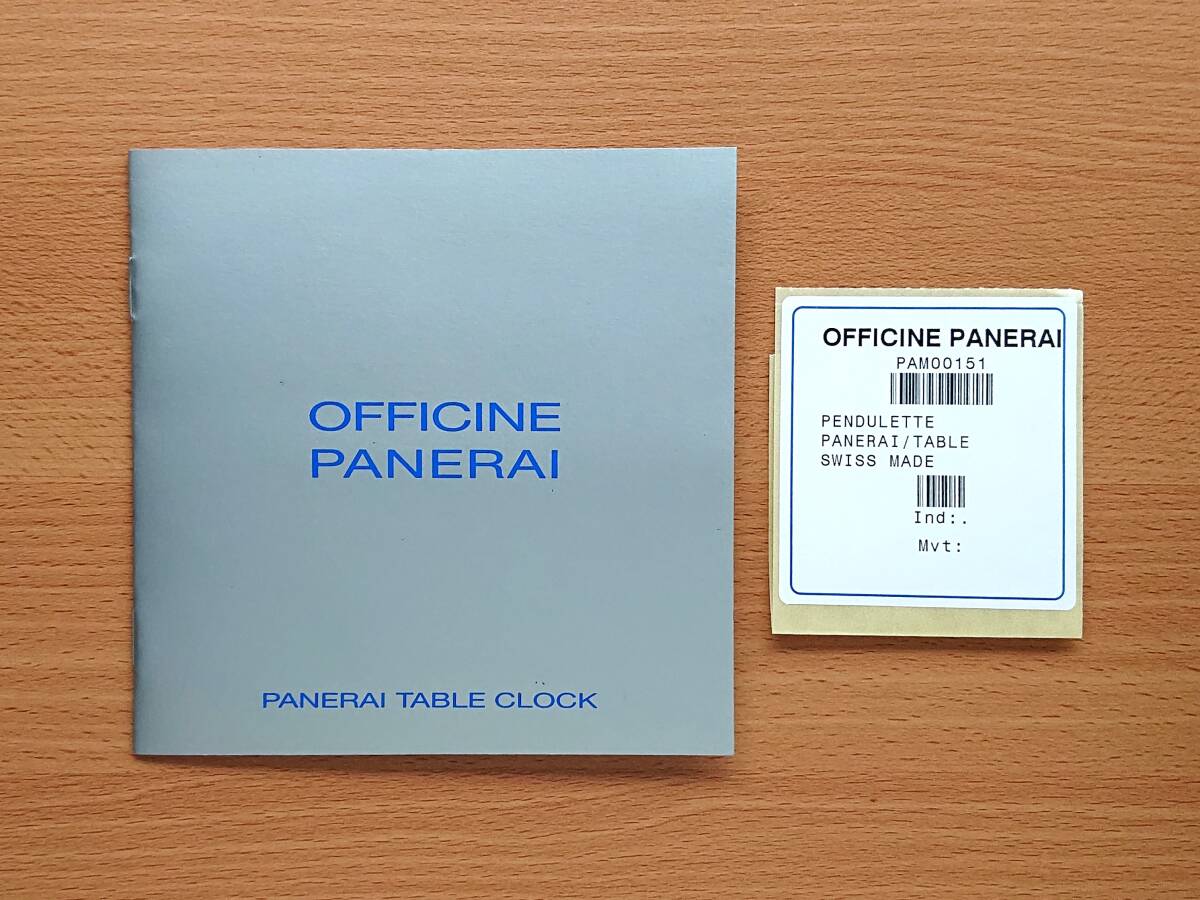 OFFICINE
PANERAI
PANERAI TABLE CLOCK
OFFICINE PANERAI
PAM00151
PENDULETTE
PANERAI/TABLE
SWISS MADE
Ind:.
Mvt: